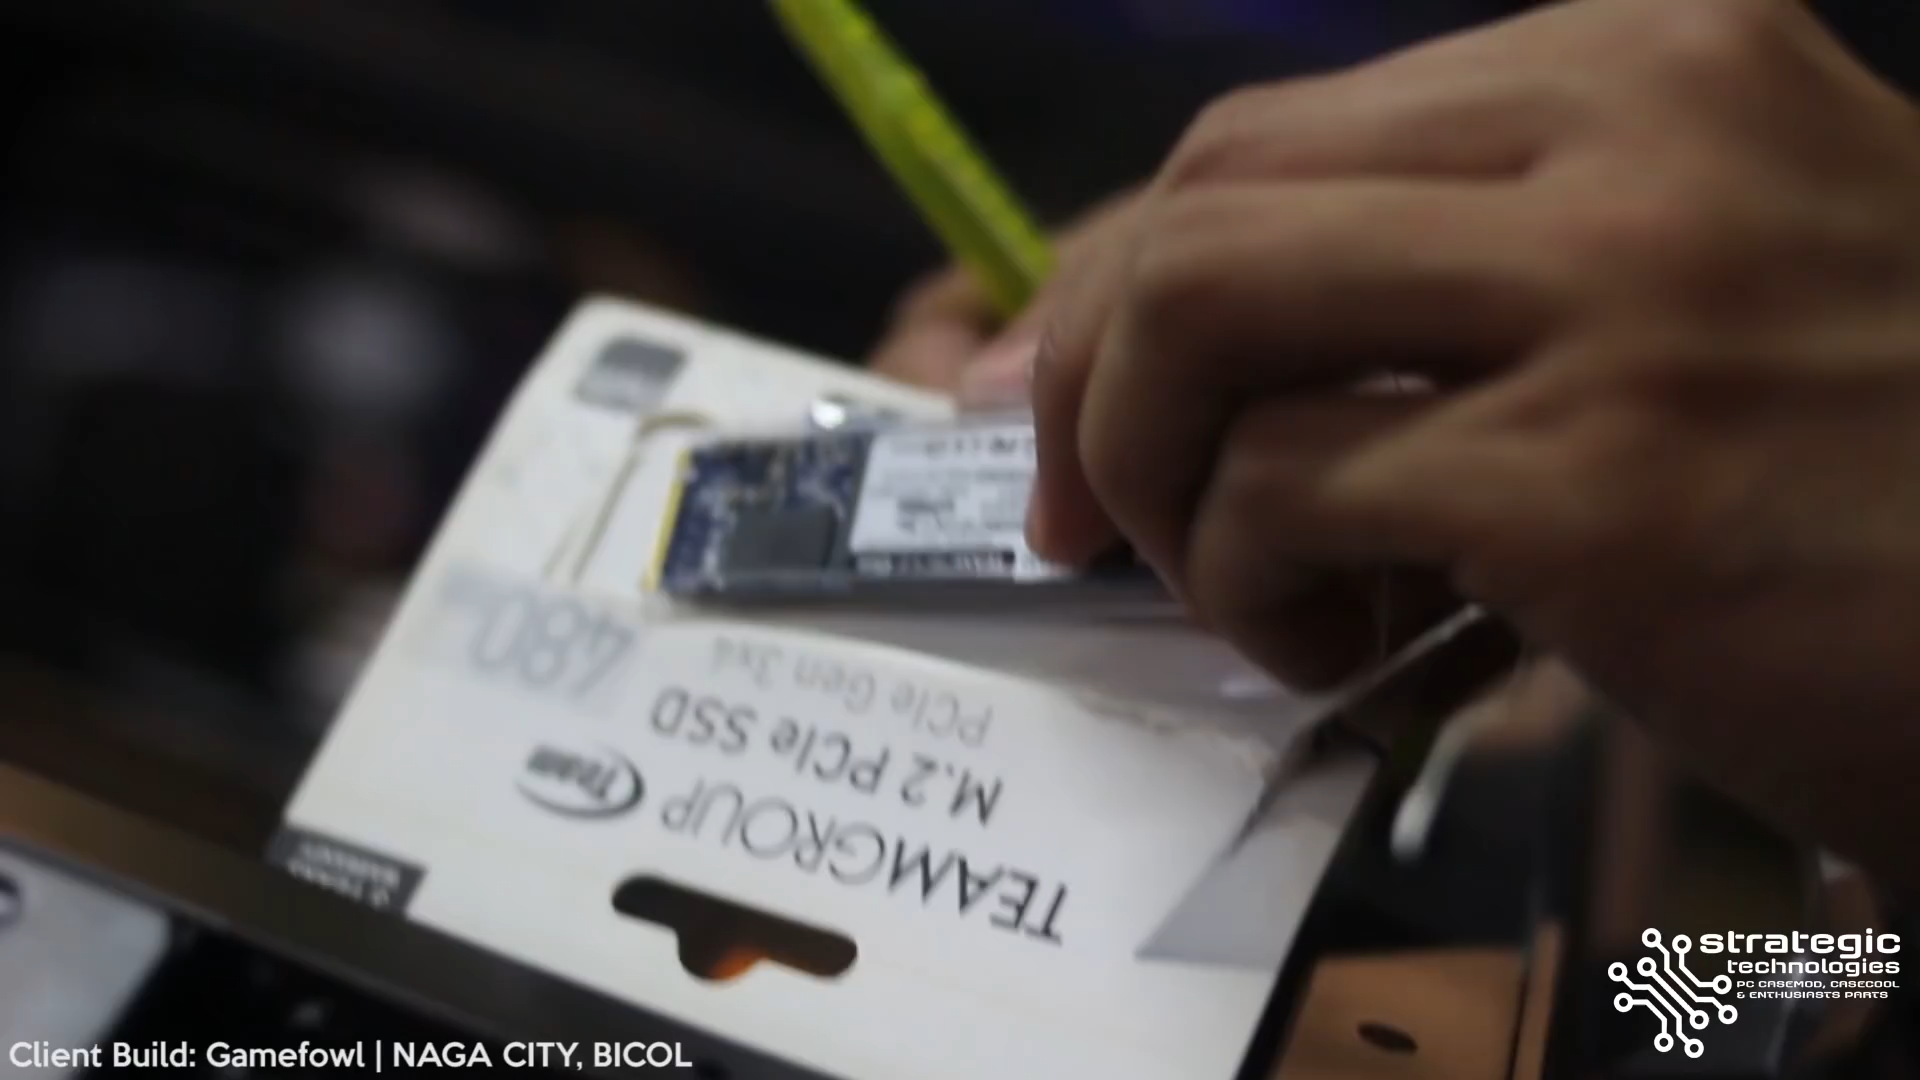 TEAMGROUP Team
M.2 PCIe SSD
PCIe Gen 3x4
480
strategic
technologies
PC CASEMOD, CASECOOL
& ENTHUSIASTS PARTS
Client Build: Gamefowl | NAGA CITY, BICOL